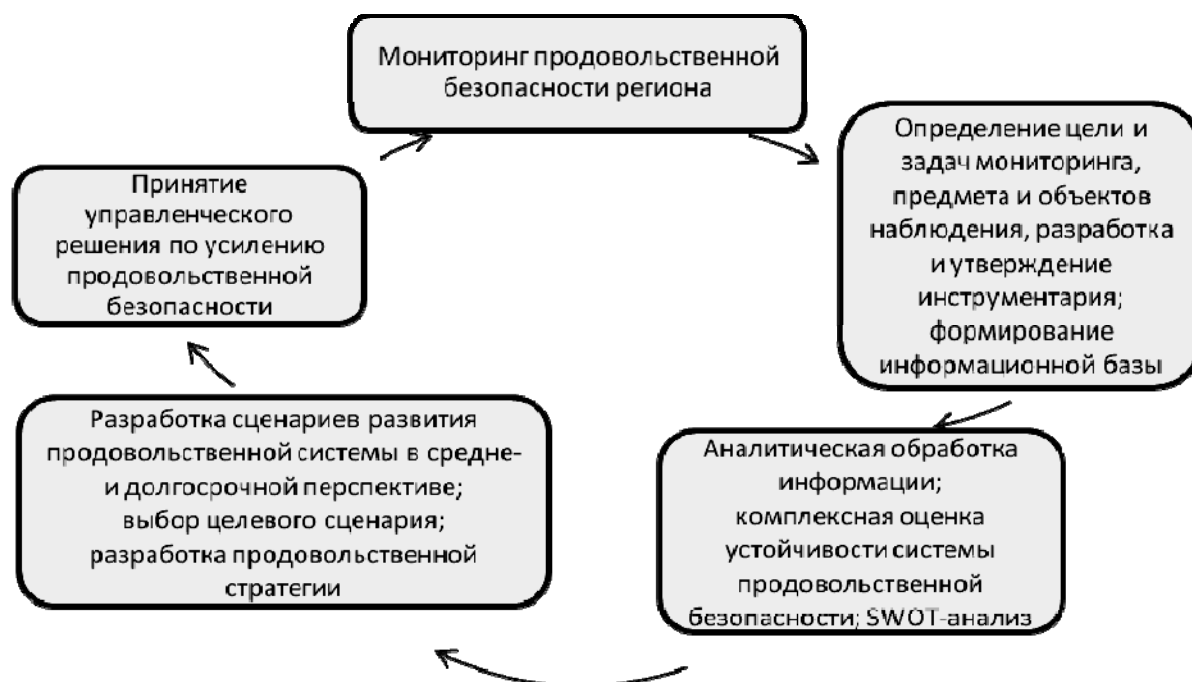 Мониторинг продовольственной
безопасности региона
Определение цели и
задач мониторинга,
предмета и объектов
наблюдения, разработка
и утверждение
инструментария;
формирование
информационной базы
Аналитическая обработка
информации;
комплексная оценка
устойчивости системы
продовольственной
безопасности; SWOT-анализ
Разработка сценариев развития
продовольственной системы в средне-
и долгосрочной перспективе;
выбор целевого сценария;
разработка продовольственной
стратегии
Принятие
управленческого
решения по усилению
продовольственной
безопасности